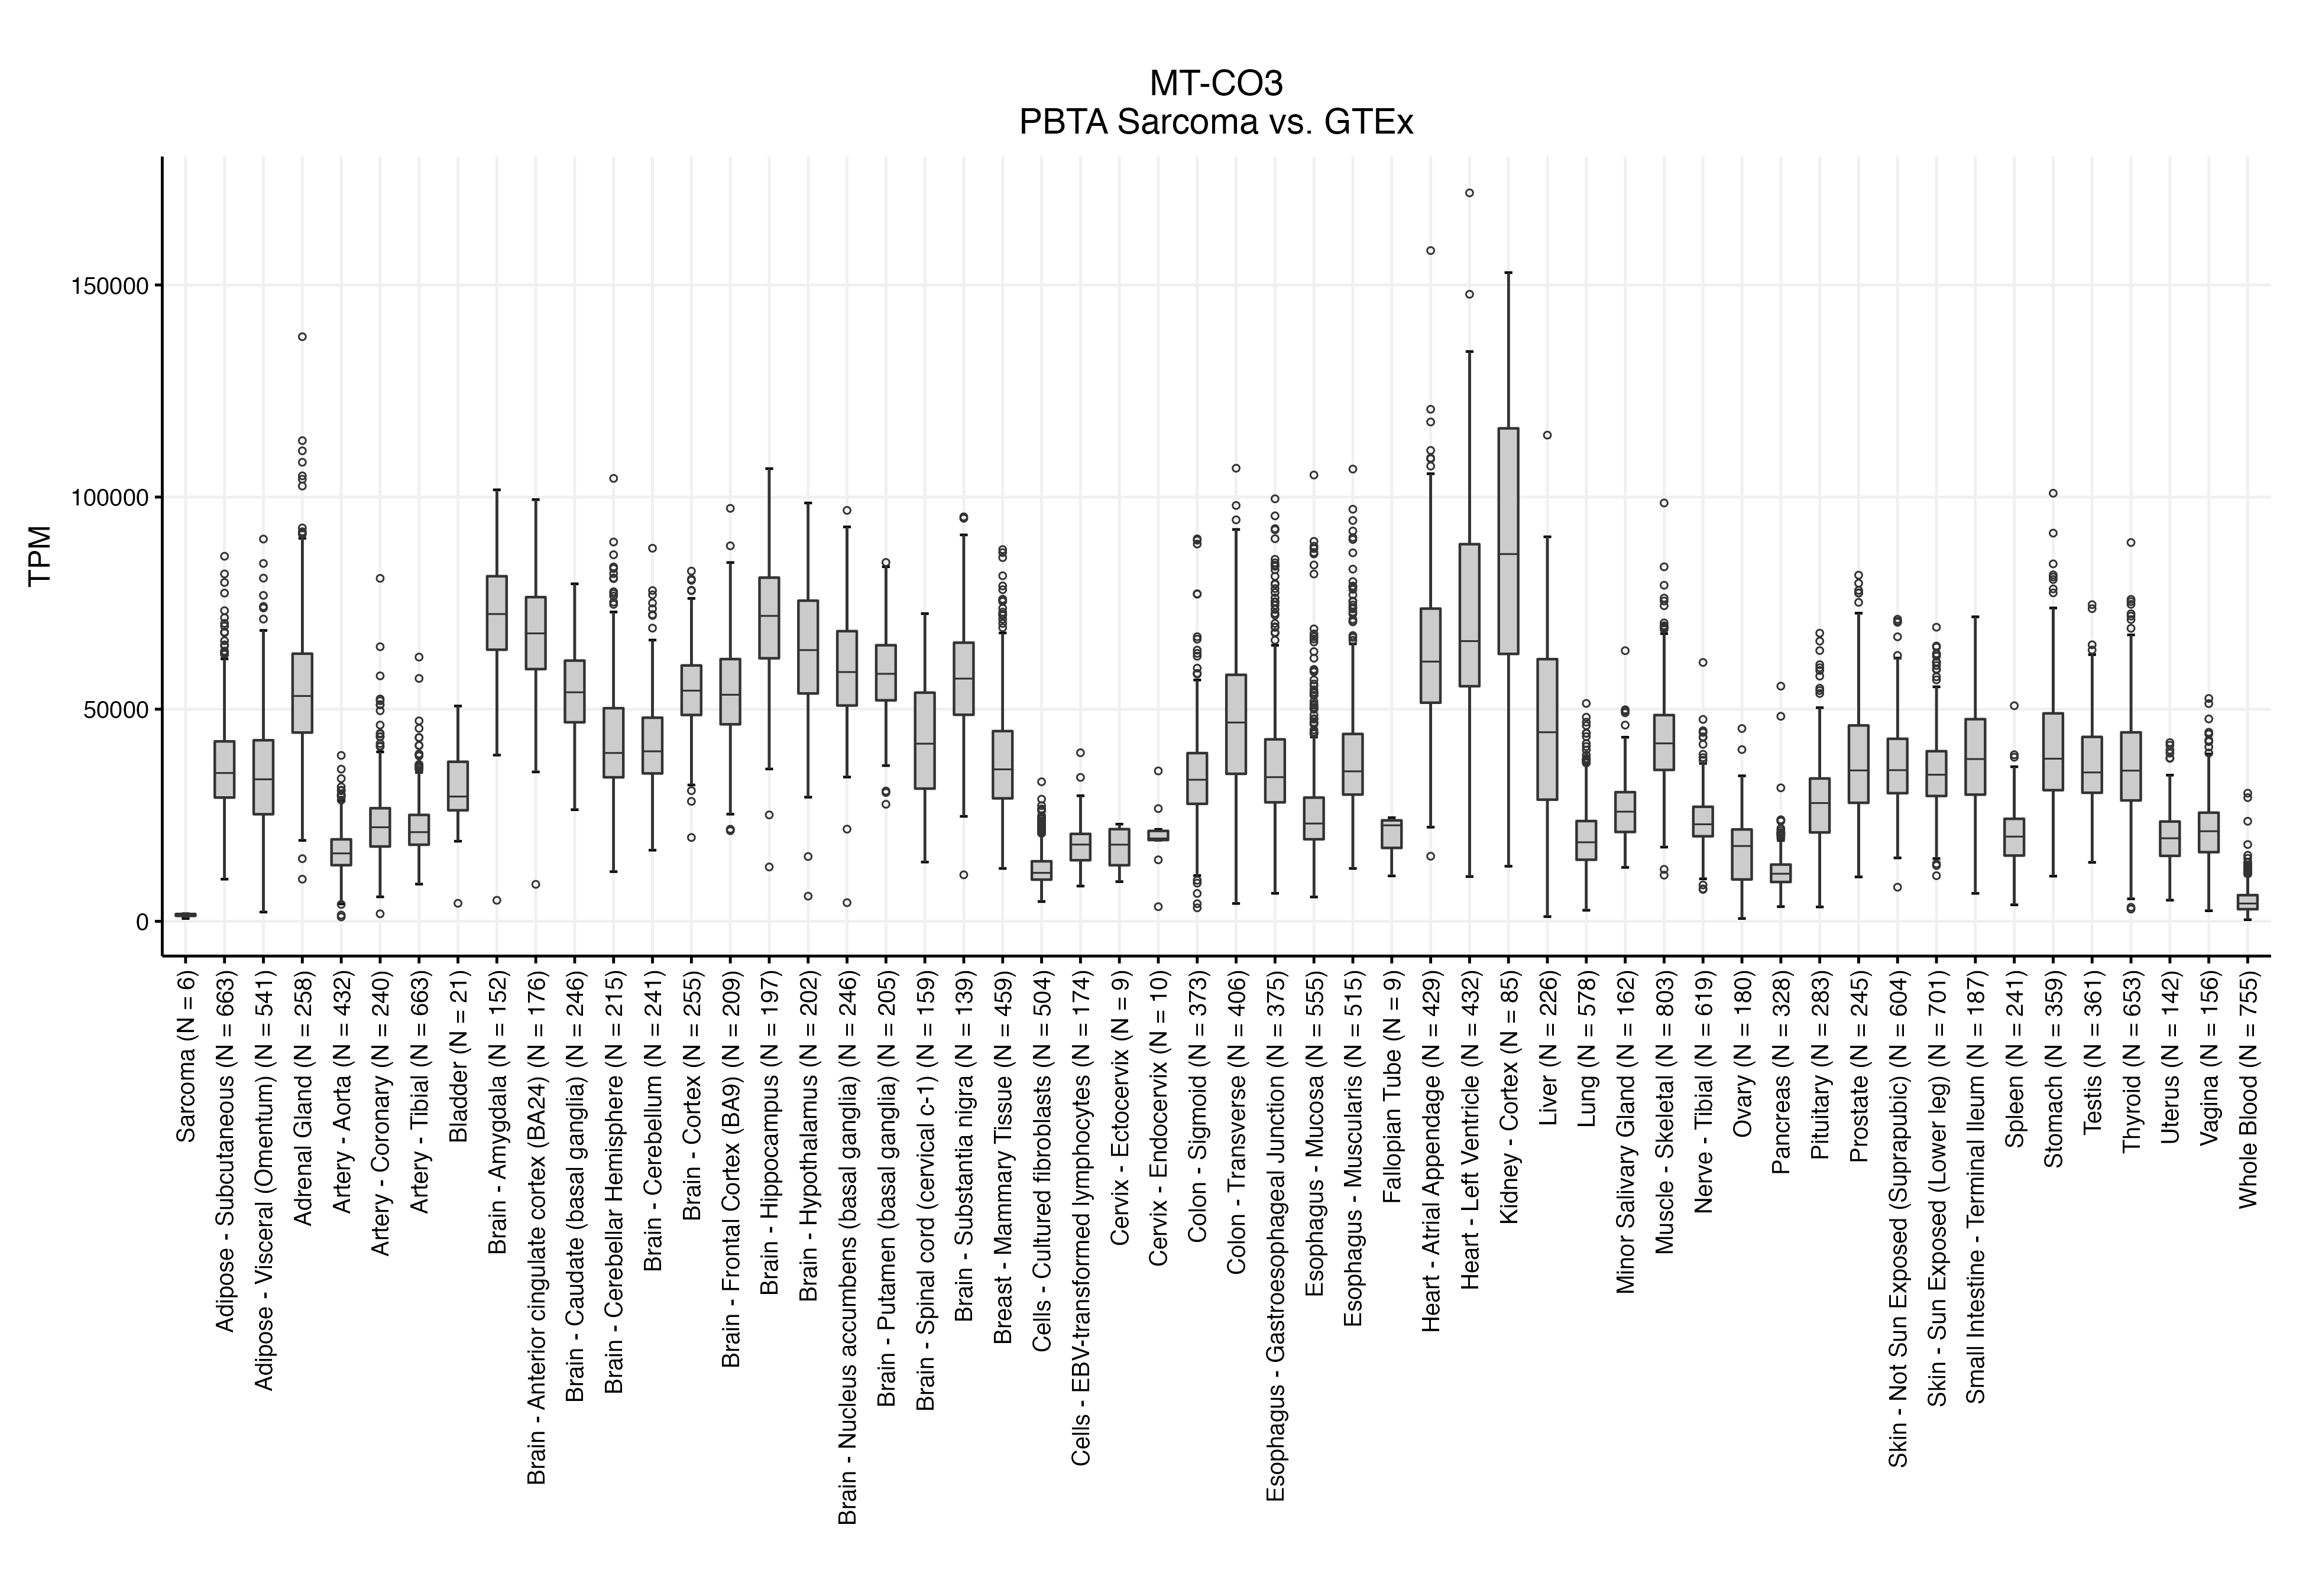 MT-CO3
PBTA Sarcoma vs. GTEx
TPM
150000
100000
50000
0
Sarcoma (N = 6)
Adipose - Subcutaneous (N = 663)
Adipose - Visceral (Omentum) (N = 541)
Adrenal Gland (N = 258)
Artery - Aorta (N = 432)
Artery - Coronary (N = 240)
Artery - Tibial (N = 663)
Bladder (N = 21)
Brain - Amygdala (N = 152)
Brain - Anterior cingulate cortex (BA24) (N = 176)
Brain - Caudate (basal ganglia) (N = 246)
Brain - Cerebellar Hemisphere (N = 215)
Brain - Cerebellum (N = 241)
Brain - Cortex (N = 255)
Brain - Frontal Cortex (BA9) (N = 209)
Brain - Hippocampus (N = 197)
Brain - Hypothalamus (N = 202)
Brain - Nucleus accumbens (basal ganglia) (N = 246)
Brain - Putamen (basal ganglia) (N = 205)
Brain - Spinal cord (cervical c-1) (N = 159)
Brain - Substantia nigra (N = 139)
Breast - Mammary Tissue (N = 459)
Cells - Cultured fibroblasts (N = 504)
Cells - EBV-transformed lymphocytes (N = 174)
Cervix - Ectocervix (N = 9)
Cervix - Endocervix (N = 10)
Colon - Sigmoid (N = 373)
Colon - Transverse (N = 406)
Esophagus - Gastroesophageal Junction (N = 375)
Esophagus - Mucosa (N = 555)
Esophagus - Muscularis (N = 515)
Fallopian Tube (N = 9)
Heart - Atrial Appendage (N = 429)
Heart - Left Ventricle (N = 432)
Kidney - Cortex (N = 85)
Liver (N = 226)
Lung (N = 578)
Minor Salivary Gland (N = 162)
Muscle - Skeletal (N = 803)
Nerve - Tibial (N = 619)
Ovary (N = 180)
Pancreas (N = 328)
Pituitary (N = 283)
Prostate (N = 245)
Skin - Not Sun Exposed (Suprapubic) (N = 604)
Skin - Sun Exposed (Lower leg) (N = 701)
Small Intestine - Terminal Ileum (N = 187)
Spleen (N = 241)
Stomach (N = 359)
Testis (N = 361)
Thyroid (N = 653)
Uterus (N = 142)
Vagina (N = 156)
Whole Blood (N = 755)